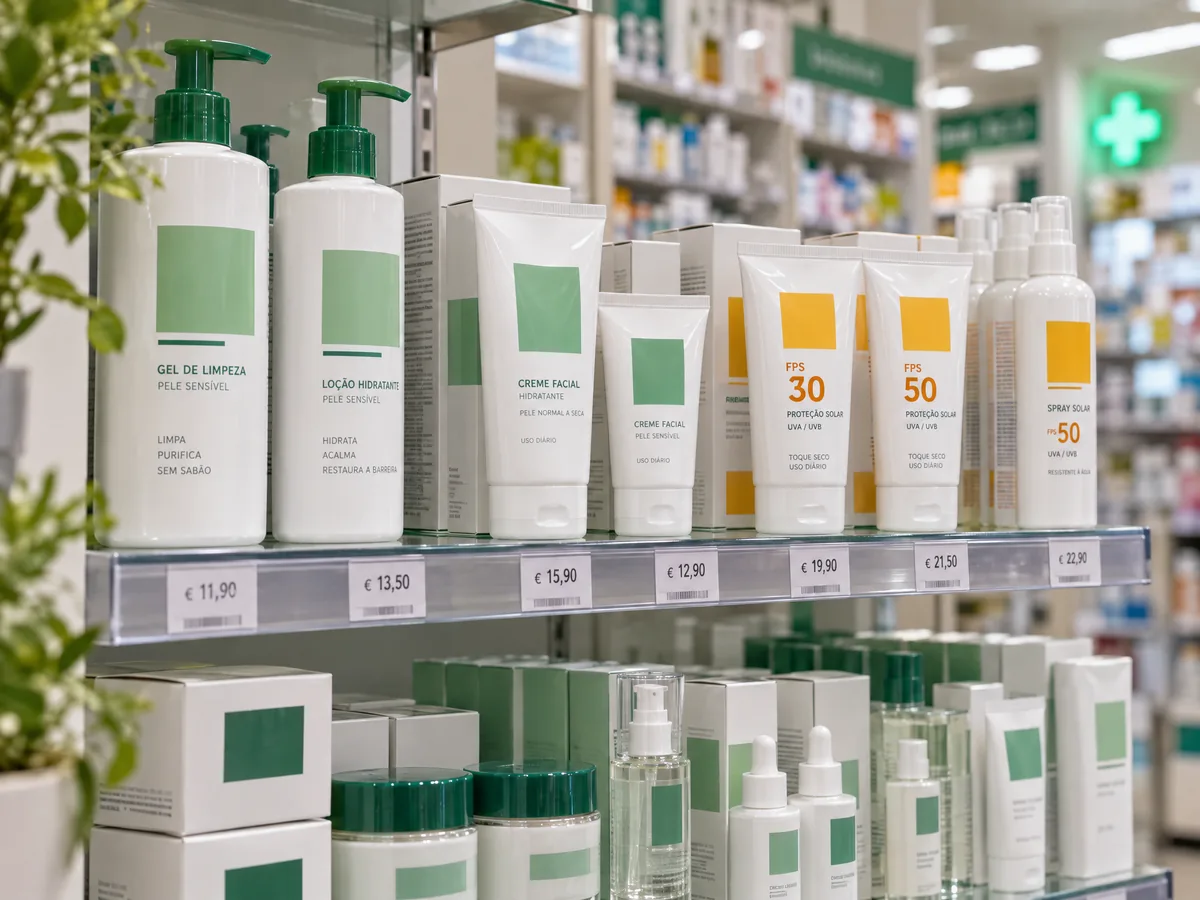 GEL DE LIMPEZA
PELE SENSÍVEL
LIMPA
PURIFICA
SEM SABÃO
LOÇÃO HIDRATANTE
PELE SENSÍVEL
HIDRATA
ACALMA
RESTAURA A BARREIRA
CREME FACIAL
HIDRATANTE
PELE NORMAL A SECA
USO DIÁRIO
CREME FACIAL
PELE SENSÍVEL
USO DIÁRIO
FPS
30
PROTEÇÃO SOLAR
UVA / UVB
TOQUE SECO
USO DIÁRIO
FPS
50
PROTEÇÃO SOLAR
UVA / UVB
TOQUE SECO
USO DIÁRIO
SPRAY SOLAR
FPS 50
UVA / UVB
RESISTENTE À ÁGUA
€ 11,90
€ 13,50
€ 15,90
€ 12,90
€ 19,90
€ 21,50
€ 22,90